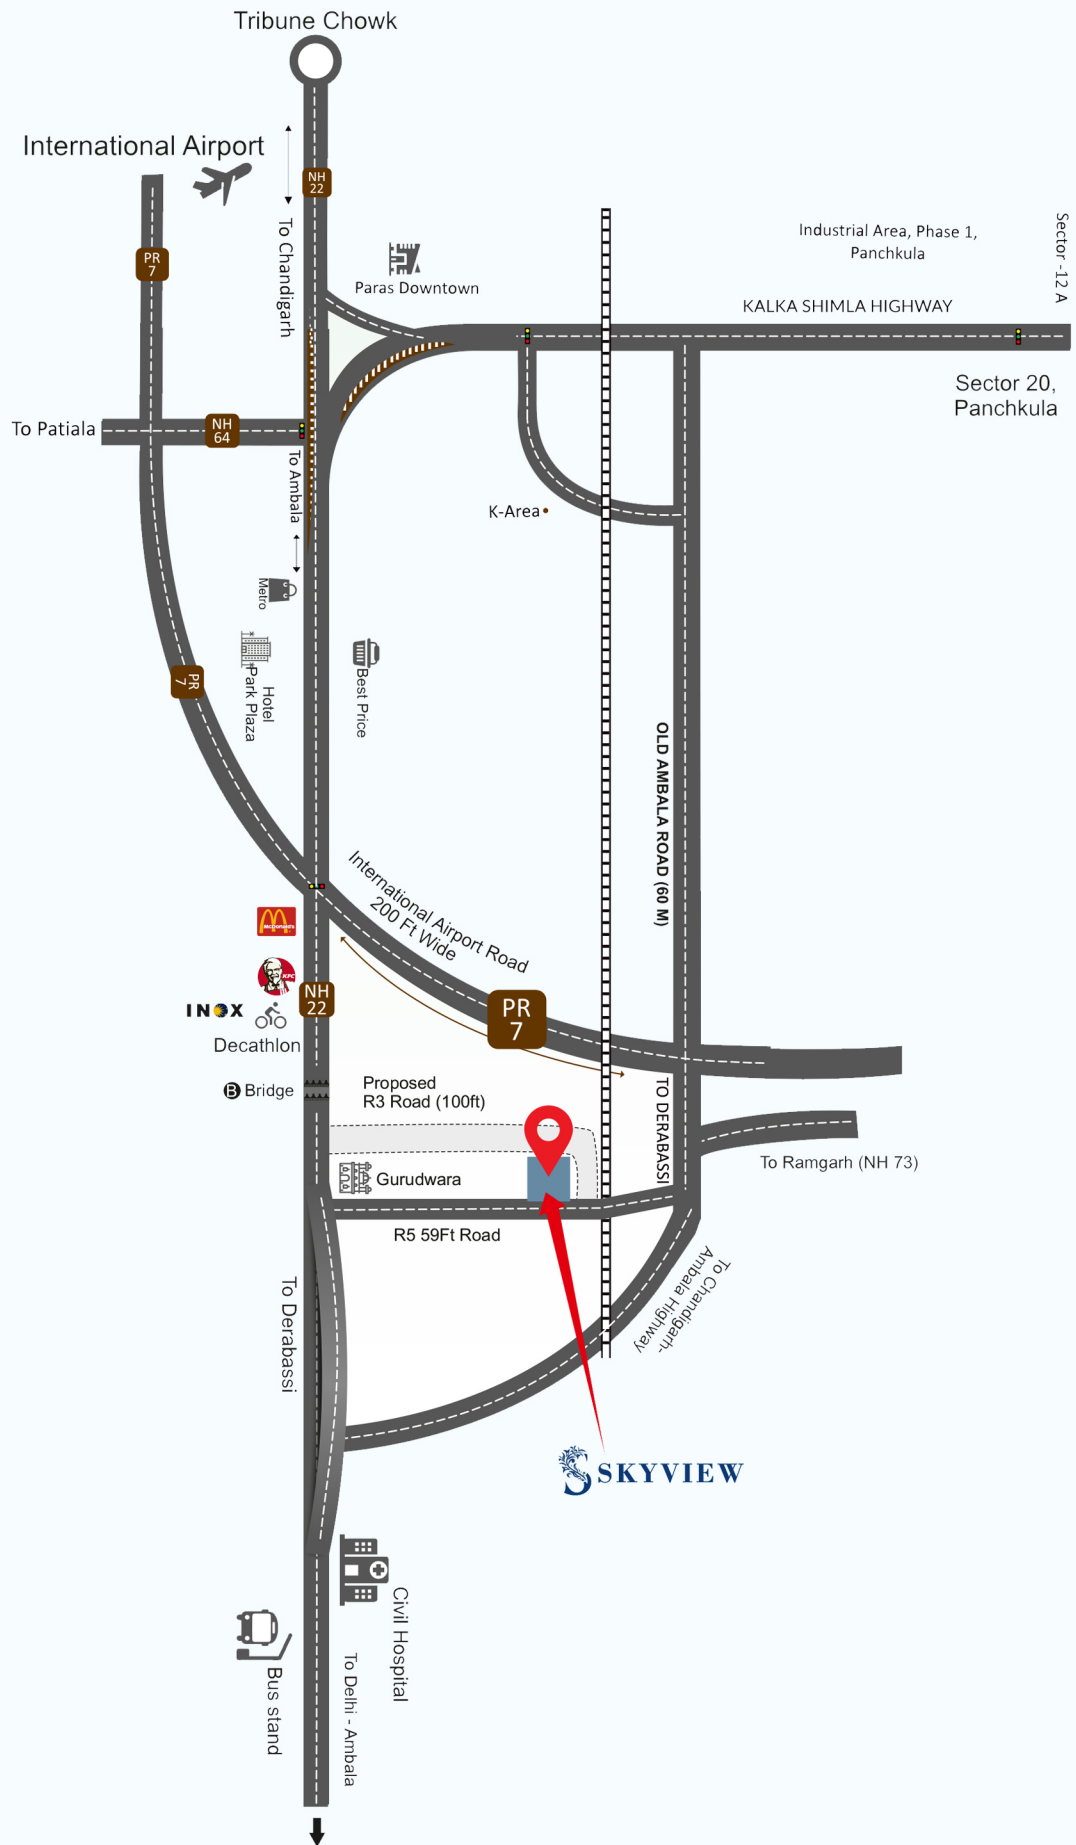 Tribune Chowk
International Airport
NH
22
To Chandigarh
PR
7
Paras Downtown
Industrial Area, Phase 1,
Panchkula
Sector -12 A
KALKA SHIMLA HIGHWAY
Sector 20,
Panchkula
To Patiala
NH
64
To Ambala
K-Area
Metro
Hotel
Park Plaza
Best Price
PR
7
OLD AMBALA ROAD (60 M)
International Airport Road
200 Ft Wide
McDonald's
KFC
INOX
NH
22
Decathlon
PR
7
B Bridge
Proposed
R3 Road (100ft)
TO DERABASSI
To Ramgarh (NH 73)
Gurudwara
R5 59Ft Road
To Chandigarh-
Ambala Highway
To Derabassi
S SKYVIEW
Civil Hospital
Bus stand
To Delhi - Ambala